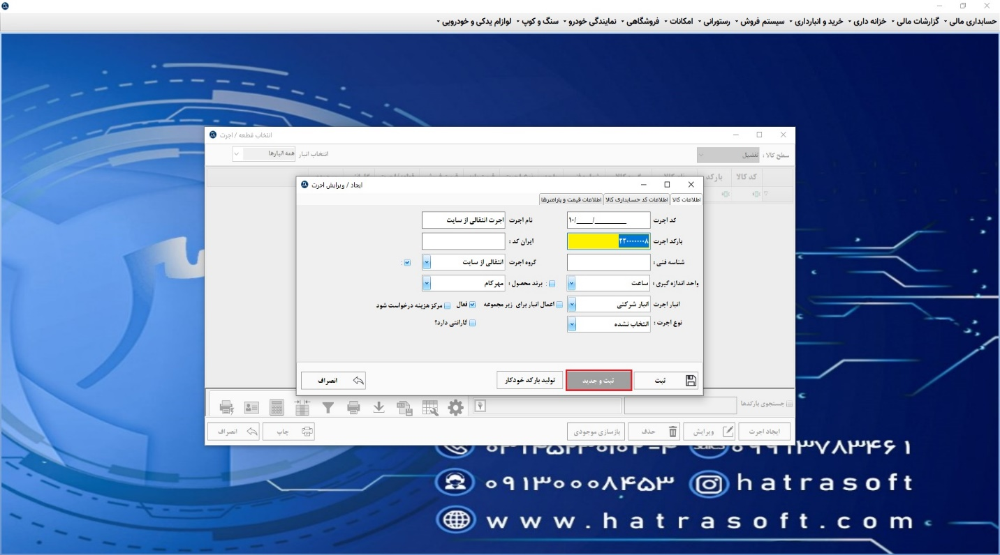 حسابداری مالی گزارشات مالی خزانه داری خرید و انبارداری سیستم فروش رستورانی امکانات فروشگاهی نمایندگی خودرو سنگ و کوپ لوازم یدکی و خودرویی
انتخاب قطعه / اجرت
سطح کالا : تفضیل انتخاب انبار همه انبارها
کد کالا بارکد
ایجاد / ویرایش اجرت
اطلاعات کالا اطلاعات کد حسابداری کالا اطلاعات قیمت و پارامترها
کد اجرت ۱۰/____/________ نام اجرت اجرت انتقالی از سایت
بارکد اجرت ۲۲۰۰۰۰۰۰۰۸ ایران کد :
شناسه فنی : گروه اجرت انتقالی از سایت :
واحد اندازه گیری : ساعت : برند محصول : مهرکام
انبار اجرت انبار شرکتی اعمال انبار برای زیر مجموعه فعال مرکز هزینه درخواست شود
نوع اجرت : انتخاب نشده گارانتی دارد؟
ثبت ثبت و جدید تولید بارکد خودکار انصراف
جستجوی بارکدها
ایجاد اجرت ویرایش حذف بازسازی موجودی چاپ انصراف
۰۹۱۳۰۰۰۸۴۵۳ hatrasoft
www.hatrasoft.com